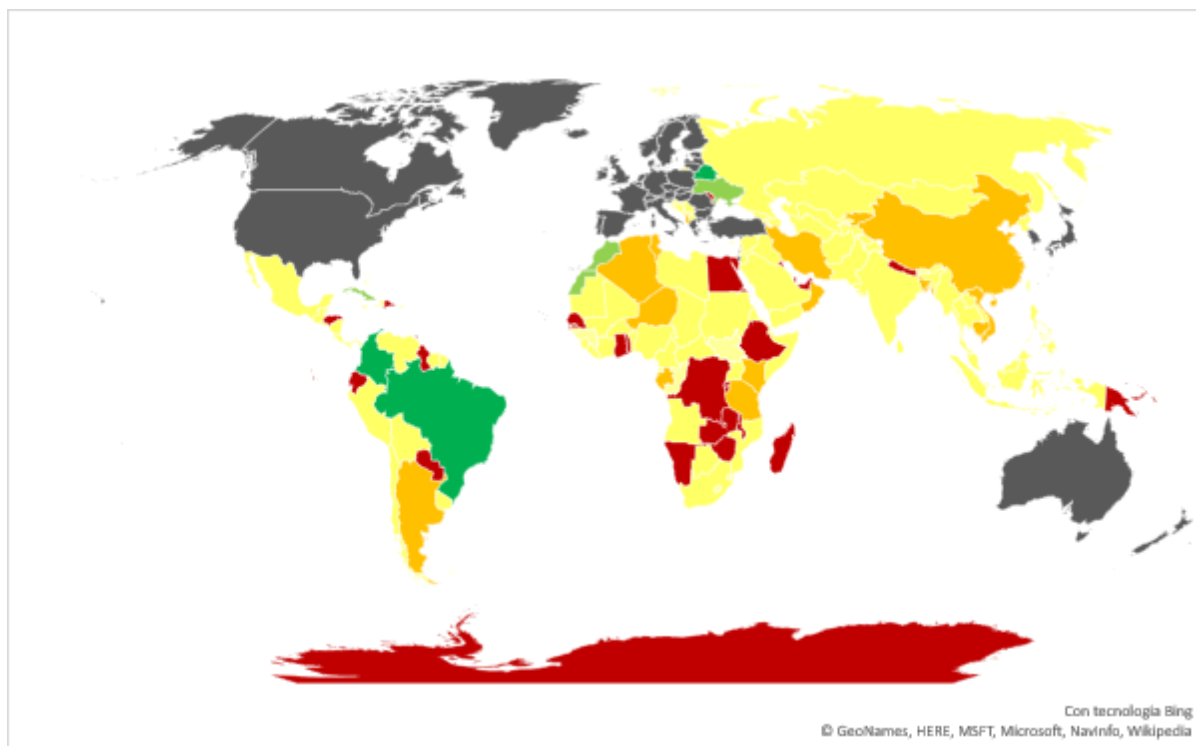 Con tecnología Bing
© GeoNames, HERE, MSFT, Microsoft, NavInfo, Wikipedia